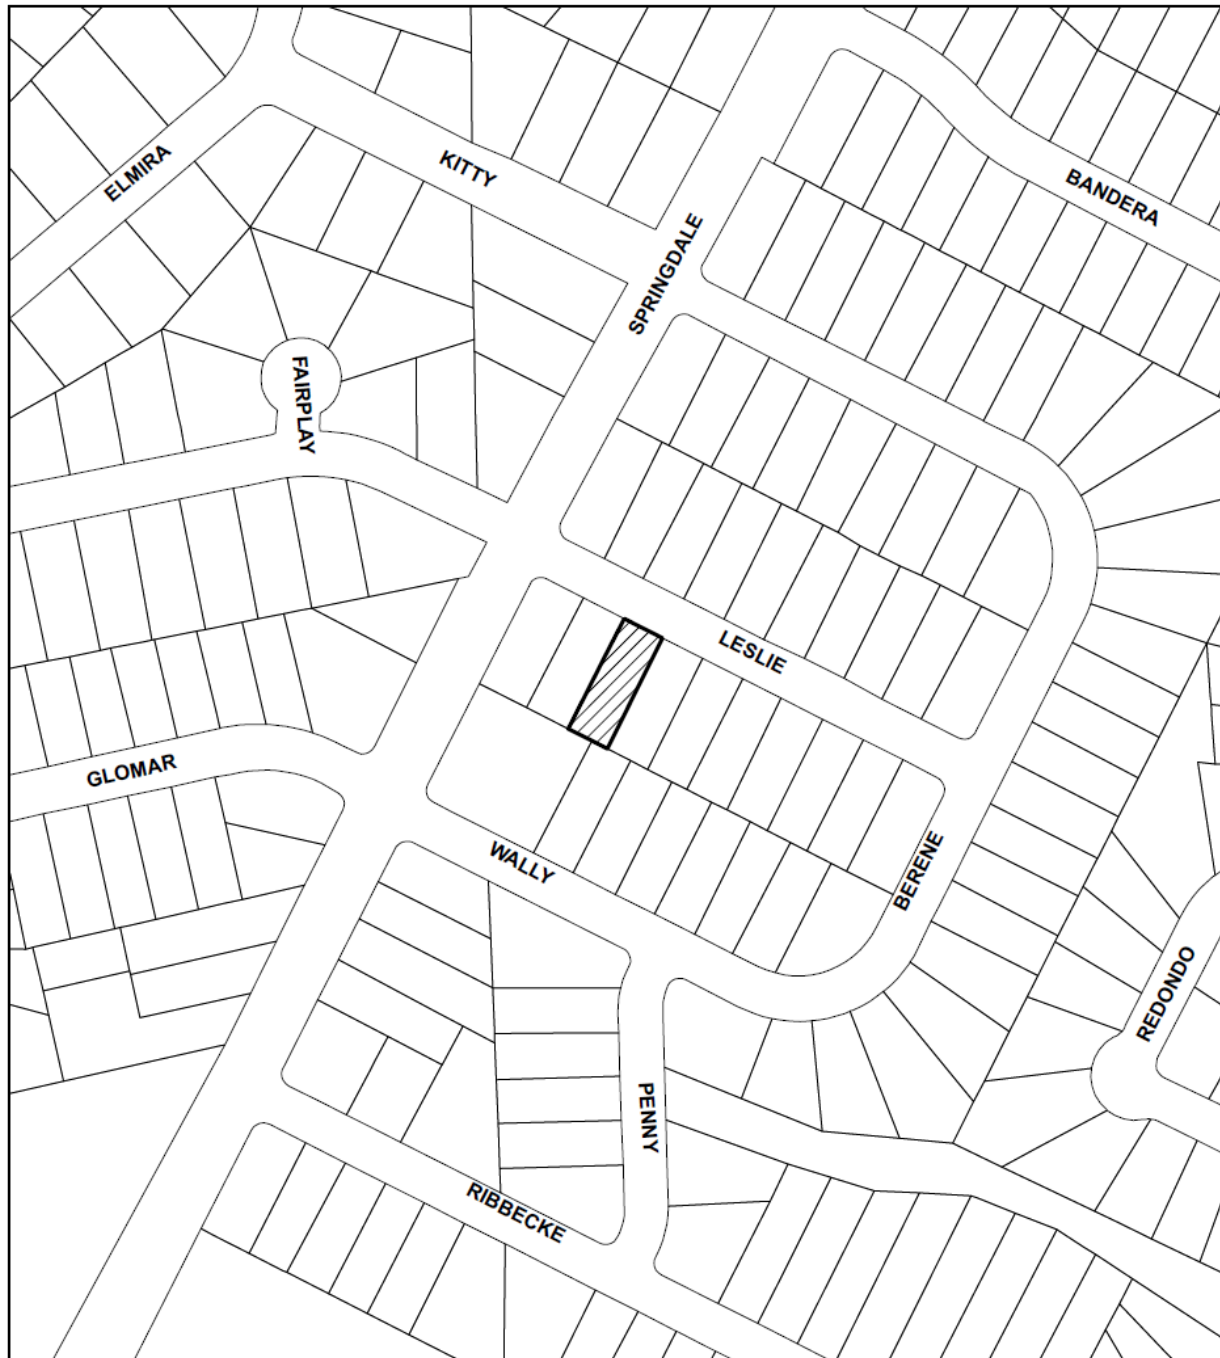 ELMIRA
KITTY
BANDERA
SPRINGDALE
FAIRPLAY
LESLIE
GLOMAR
WALLY
BERENE
REDONDO
PENNY
RIBBECKE